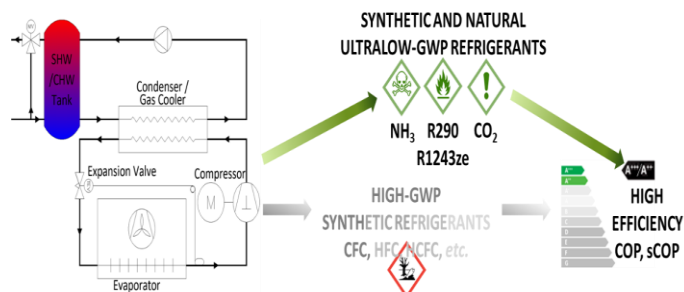 MV
SHW
/CHW
Tank
Condenser /
Gas Cooler
Expansion Valve
Compressor
M
Evaporator
SYNTHETIC AND NATURAL
ULTRALOW-GWP REFRIGERANTS
NH₃ R290 CO₂
R1243ze
HIGH-GWP
SYNTHETIC REFRIGERANTS
CFC, HFC, HCFC, etc.
A⁺⁺⁺/A⁺⁺
HIGH
EFFICIENCY
COP, sCOP
A⁺⁺⁺
A⁺⁺
D
E
F
G